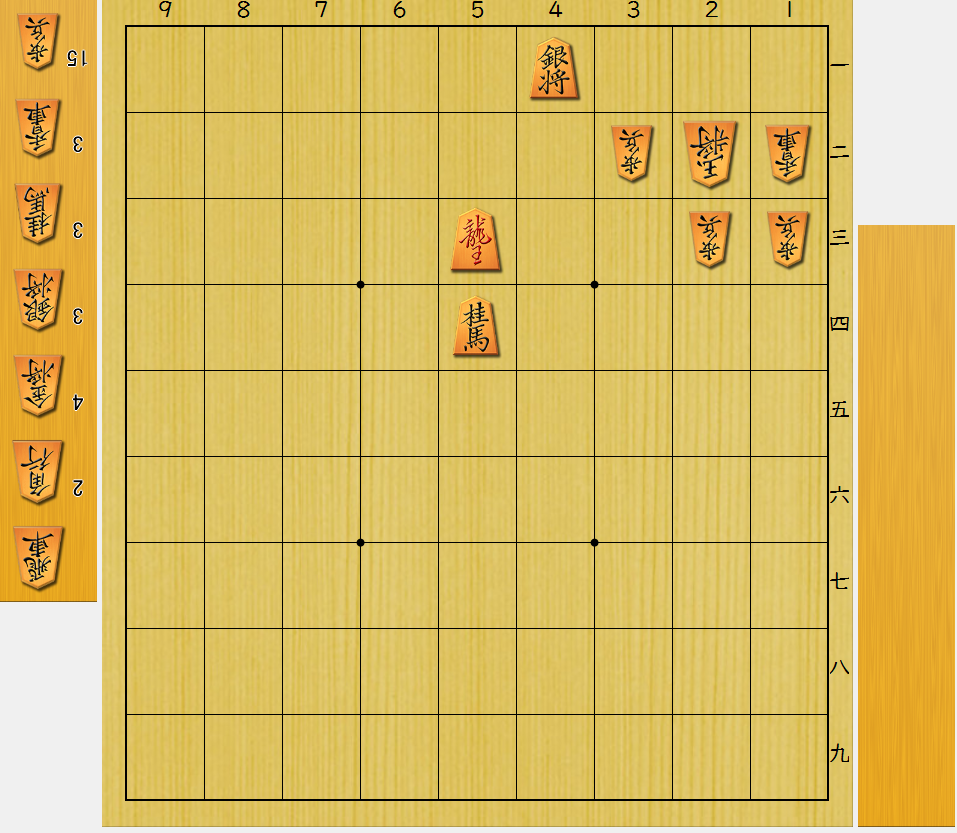 9 8 7 6 5 4 3 2 1
歩兵 15
香車 3
桂馬 3
銀将 3
金将 4
角行 2
飛車
銀将 一
歩兵 玉将 香車 二
龍王 歩兵 歩兵 三
桂馬 四
五
六
七
八
九